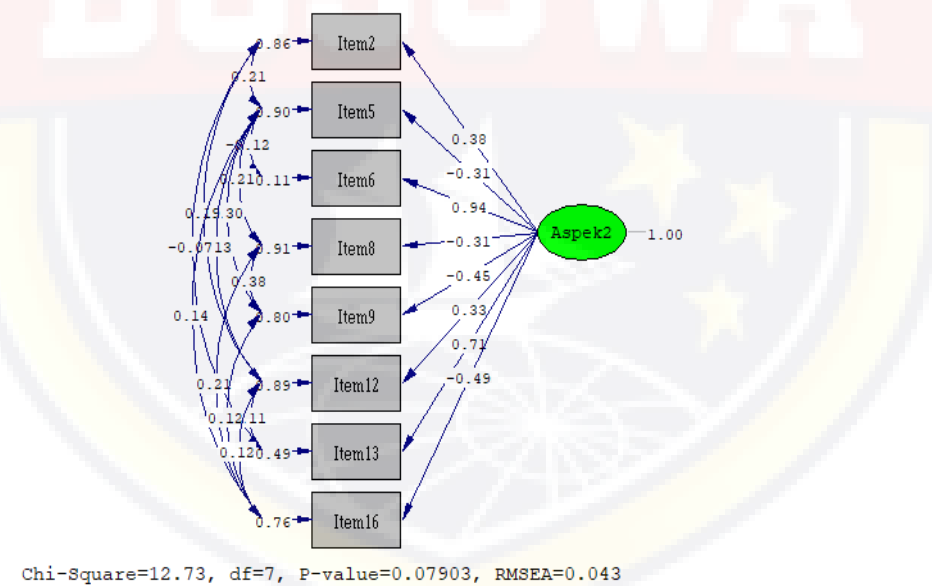 0.86 Item2
0.21
0.90 Item5
0.38
-0.12
-0.31
0.11 Item6
0.94
Aspek2 1.00
0.91 Item8
-0.31
-0.45
0.38
0.80 Item9
0.33
0.14
0.71
0.21
0.89 Item12
-0.49
0.49 Item13
0.76 Item16
Chi-Square=12.73, df=7, P-value=0.07903, RMSEA=0.043